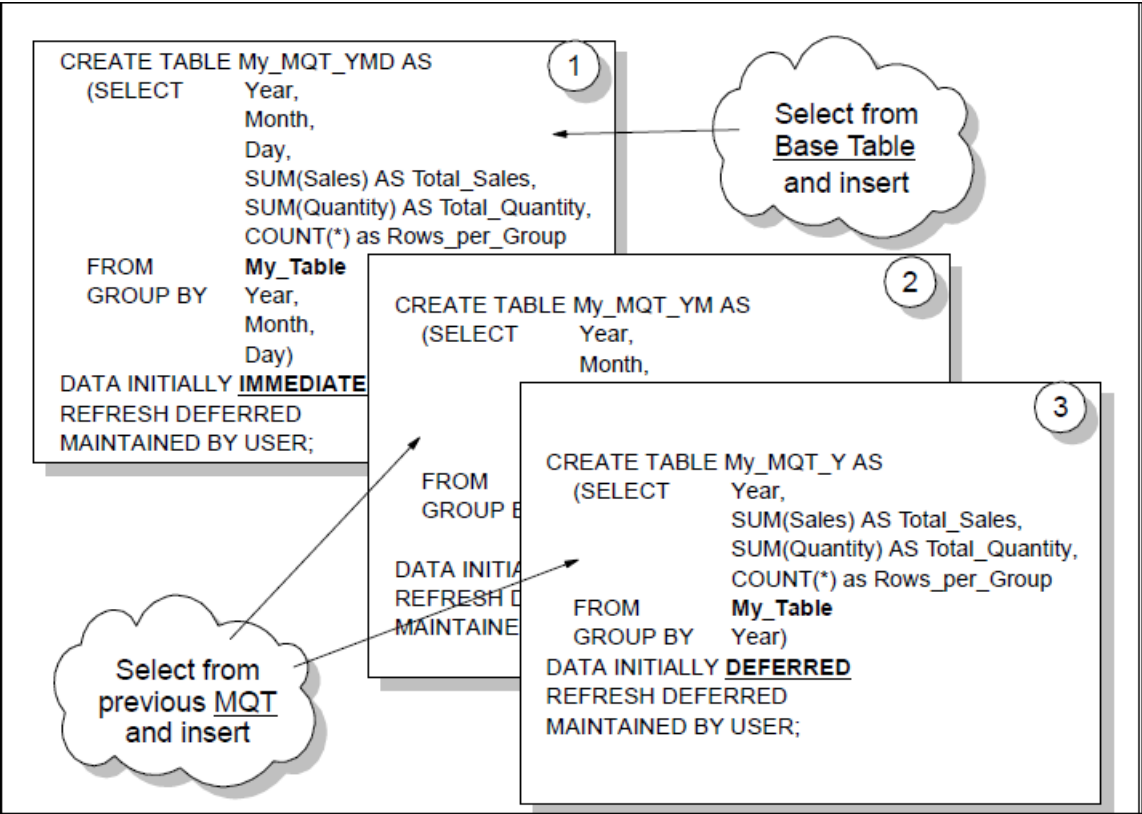 CREATE TABLE My_MQT_YMD AS
(SELECT Year,
Month,
Day,
SUM(Sales) AS Total_Sales,
SUM(Quantity) AS Total_Quantity,
COUNT(*) as Rows_per_Group
FROM My_Table
GROUP BY Year,
Month,
Day)
DATA INITIALLY IMMEDIATE
REFRESH DEFERRED
MAINTAINED BY USER;
1
Select from
Base Table
and insert
2
CREATE TABLE My_MQT_YM AS
(SELECT Year,
Month,
FROM
GROUP
DATA
REFRESH
3
CREATE TABLE My_MQT_Y AS
(SELECT Year,
SUM(Sales) AS Total_Sales,
SUM(Quantity) AS Total_Quantity,
COUNT(*) as Rows_per_Group
FROM My_Table
GROUP BY Year)
DATA INITIALLY DEFERRED
REFRESH DEFERRED
MAINTAINED BY USER;
Select from
previous MQT
and insert